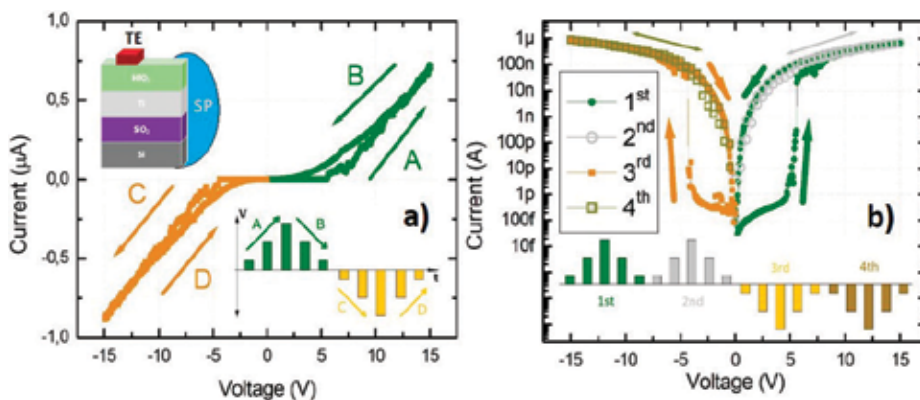 1,0
0,5
0,0
-0,5
-1,0
Current (μA)
TE
Ti
SO₂
Si
SP
B
A
C
D
a)
V
A
B
C
D
t
-15
-10
-5
0
5
10
15
Voltage (V)
1μ
100n
10n
1n
100p
10p
1p
100f
10f
Current (A)
1st
2nd
3rd
4th
b)
1st
2nd
3rd
4th
-15
-10
-5
0
5
10
15
Voltage (V)